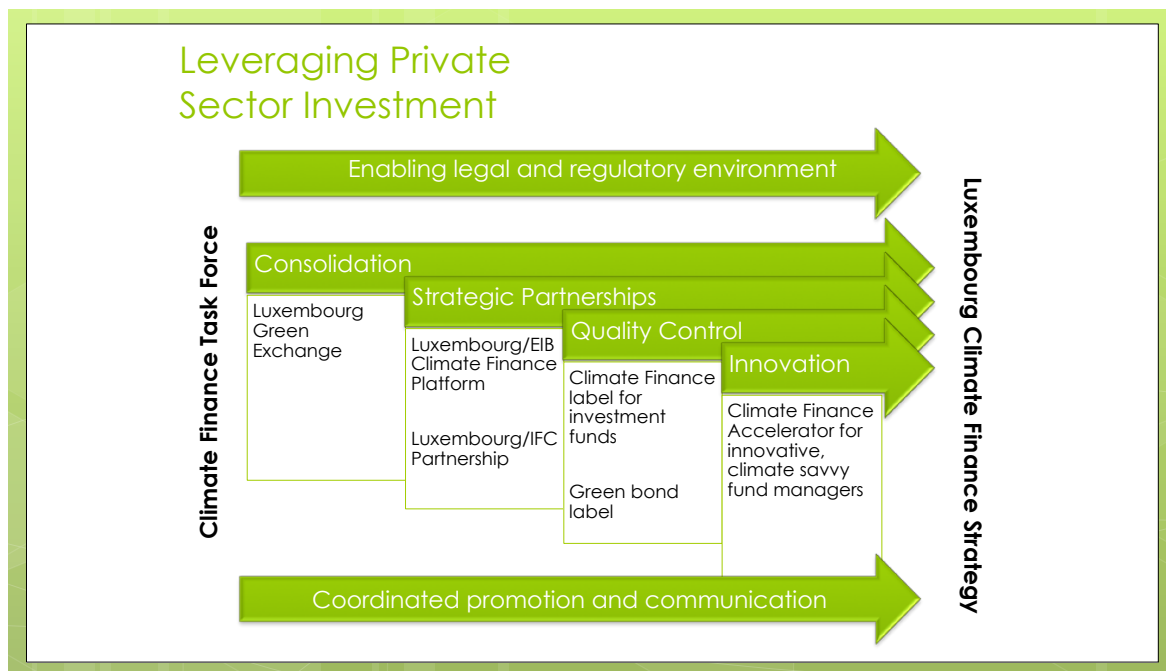 Leveraging Private
Sector Investment
Enabling legal and regulatory environment
Climate Finance Task Force
Consolidation
Luxembourg
Green
Exchange
Strategic Partnerships
Luxembourg/EIB
Climate Finance
Platform
Luxembourg/IFC
Partnership
Quality Control
Climate Finance
label for
investment
funds
Green bond
label
Innovation
Climate Finance
Accelerator for
innovative,
climate savvy
fund managers
Luxembourg Climate Finance Strategy
Coordinated promotion and communication